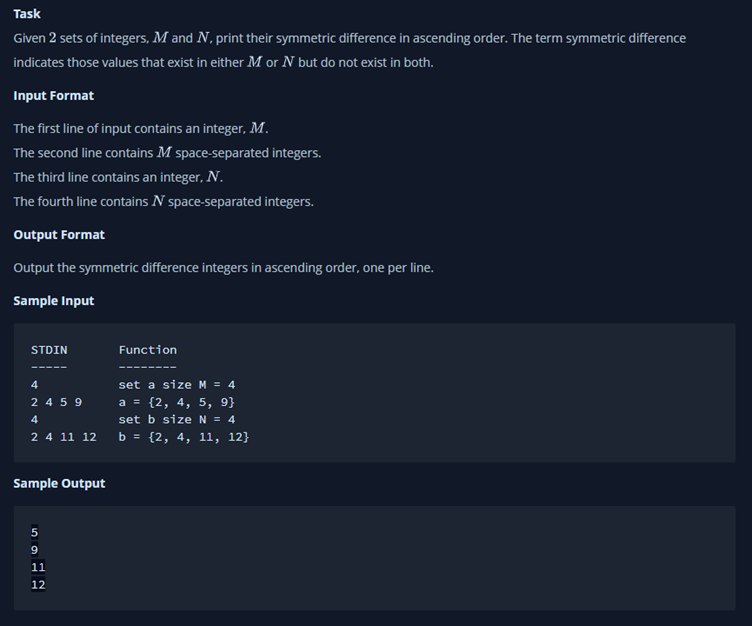 Task
Given 2 sets of integers, M and N, print their symmetric difference in ascending order. The term symmetric difference
indicates those values that exist in either M or N but do not exist in both.
Input Format
The first line of input contains an integer, M.
The second line contains M space-separated integers.
The third line contains an integer, N.
The fourth line contains N space-separated integers.
Output Format
Output the symmetric difference integers in ascending order, one per line.
Sample Input
STDIN       Function
-----       --------
4           set a size M = 4
2 4 5 9     a = {2, 4, 5, 9}
4           set b size N = 4
2 4 11 12   b = {2, 4, 11, 12}
Sample Output
5
9
11
12